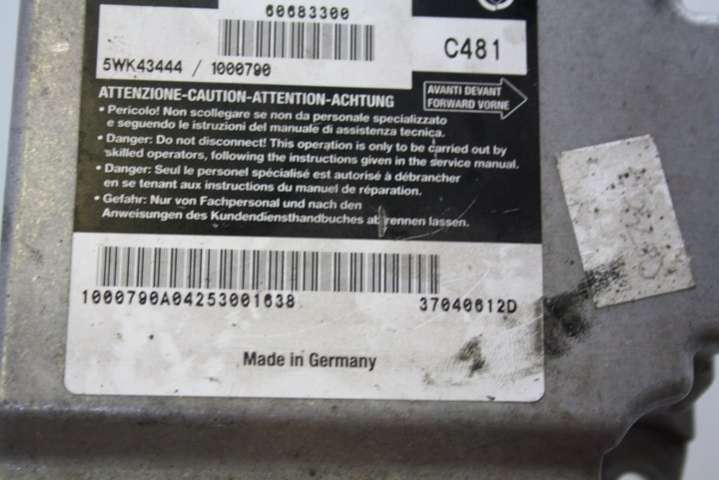 60683300
5WK43444 / 1000790
C481
ATTENZIONE-CAUTION-ATTENTION-ACHTUNG
AVANTI DEVANT
FORWARD VORNE
• Pericolo! Non scollegare se non da personale specializzato
e seguendo le istruzioni del manuale di assistenza tecnica.
• Danger: Do not disconnect! This operation is only to be carried out by
skilled operators, following the instructions given in the service manual.
• Danger: Seul le personel spécialisé est autorisé à débrancher
en se tenant aux instructions du manuel de réparation.
• Gefahr: Nur von Fachpersonal und nach den
Anweisungen des Kundendiensthandbuches abtrennen lassen.
1000790A04253001638
37040612D
Made in Germany